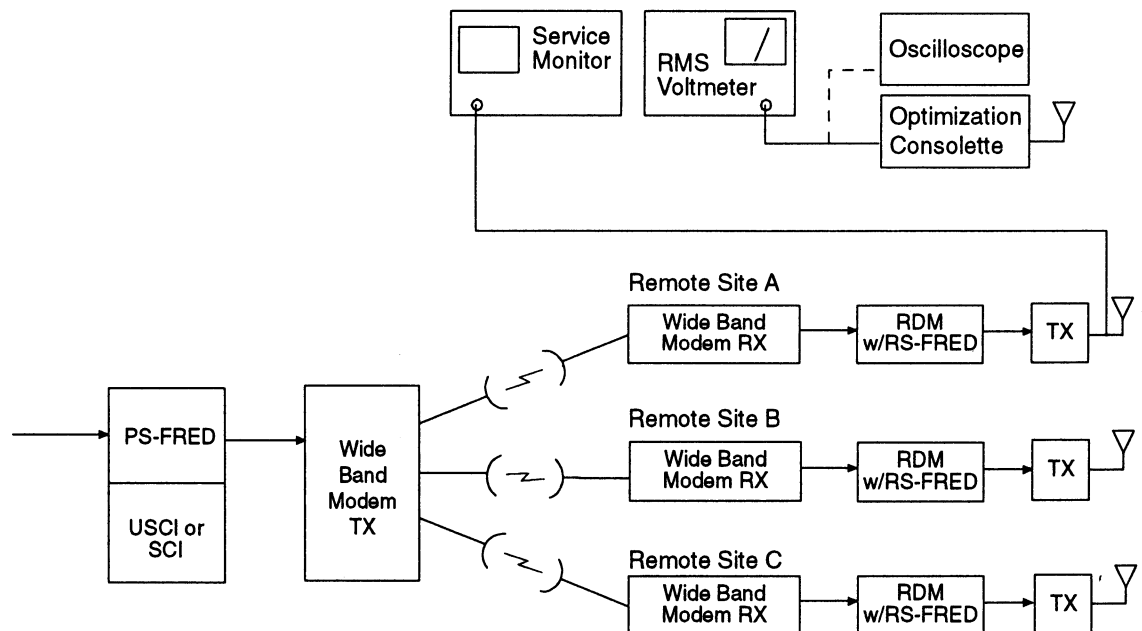 Service
Monitor
RMS
Voltmeter
Oscilloscope
Optimization
Consolette
Remote Site A
Wide Band
Modem RX
RDM
w/RS-FRED
TX
PS-FRED
USCI or
SCI
Wide
Band
Modem
TX
Remote Site B
Wide Band
Modem RX
RDM
w/RS-FRED
TX
Remote Site C
Wide Band
Modem RX
RDM
w/RS-FRED
TX